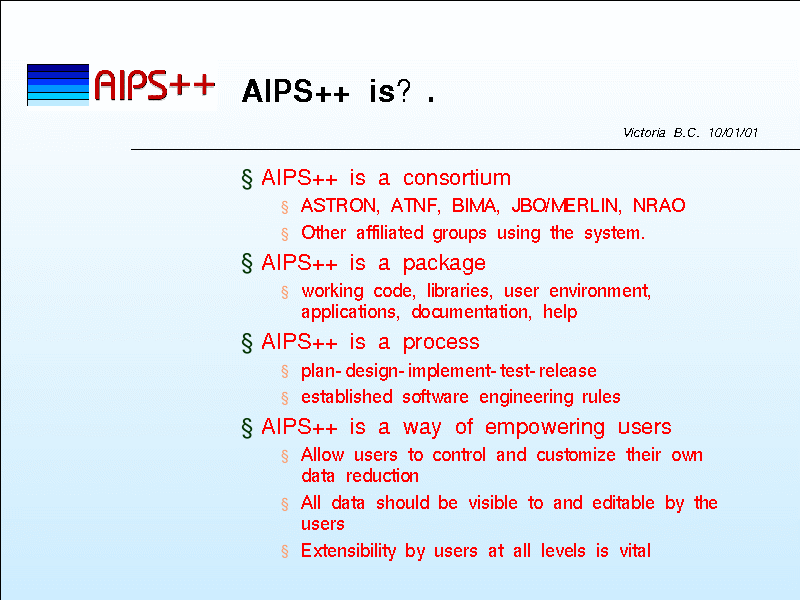 AIPS++
AIPS++ is? .
Victoria B.C. 10/01/01
§ AIPS++ is a consortium
§ ASTRON, ATNF, BIMA, JBO/MERLIN, NRAO
§ Other affiliated groups using the system.
§ AIPS++ is a package
§ working code, libraries, user environment,
applications, documentation, help
§ AIPS++ is a process
§ plan-design-implement-test-release
§ established software engineering rules
§ AIPS++ is a way of empowering users
§ Allow users to control and customize their own
data reduction
§ All data should be visible to and editable by the
users
§ Extensibility by users at all levels is vital